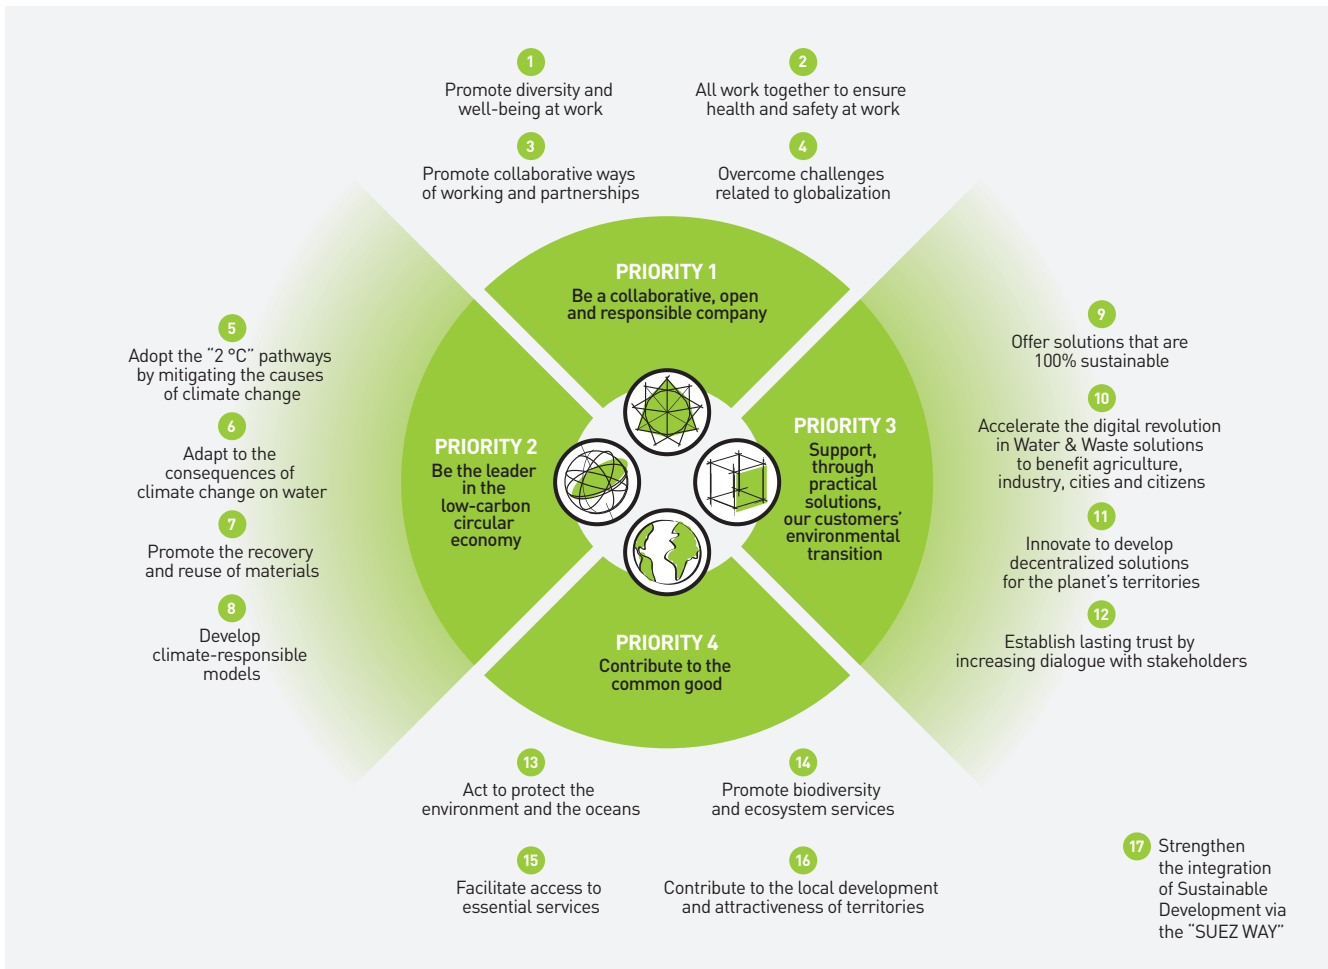 1
Promote diversity and
well-being at work
2
All work together to ensure
health and safety at work
3
Promote collaborative ways
of working and partnerships
4
Overcome challenges
related to globalization
PRIORITY 1
Be a collaborative, open
and responsible company
5
Adopt the “2 °C” pathways
by mitigating the causes
of climate change
6
Adapt to the
consequences of
climate change on water
7
Promote the recovery
and reuse of materials
8
Develop
climate-responsible
models
PRIORITY 2
Be the leader
in the
low-carbon
circular
economy
PRIORITY 3
Support,
through
practical
solutions,
our customers’
environmental
transition
9
Offer solutions that are
100% sustainable
10
Accelerate the digital revolution
in Water & Waste solutions
to benefit agriculture,
industry, cities and citizens
11
Innovate to develop
decentralized solutions
for the planet’s territories
12
Establish lasting trust by
increasing dialogue with stakeholders
PRIORITY 4
Contribute to the
common good
13
Act to protect the
environment and the oceans
14
Promote biodiversity
and ecosystem services
15
Facilitate access to
essential services
16
Contribute to the local development
and attractiveness of territories
17
Strengthen
the integration
of Sustainable
Development via
the “SUEZ WAY”